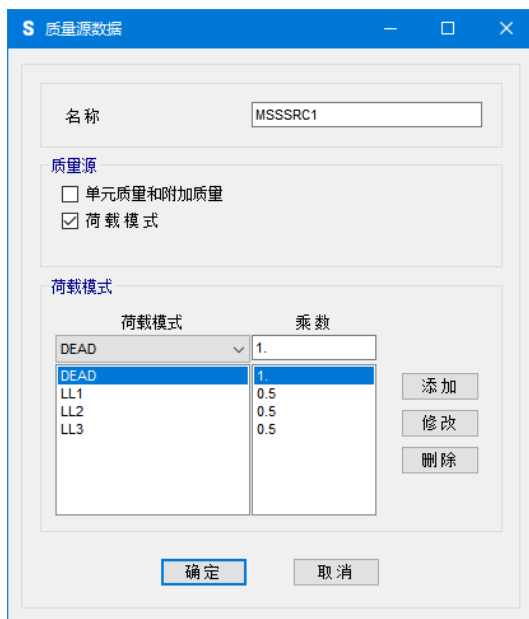 S 质量源数据
名称 MSSSRC1
质量源
单元质量和附加质量
荷载模式
荷载模式
荷载模式 乘数
DEAD 1.
DEAD 1.
LL1 0.5
LL2 0.5
LL3 0.5
添加
修改
删除
确定 取消